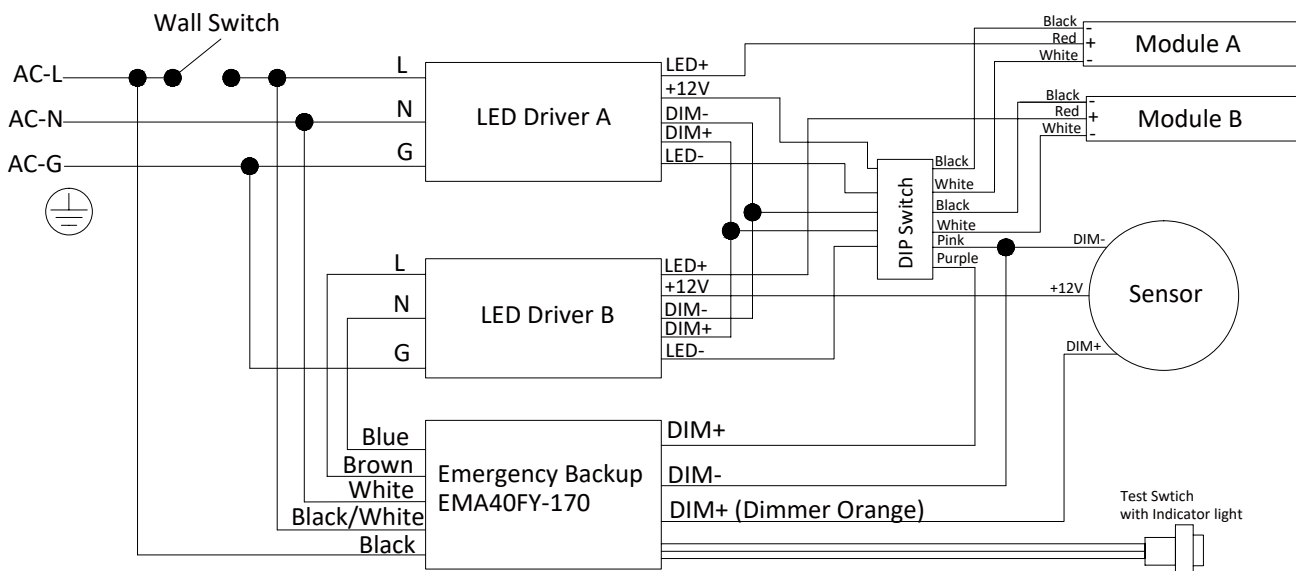 Wall Switch
AC-L
AC-N
AC-G
L
N
G
LED Driver A
LED+
+12V
DIM-
DIM+
LED-
Black
Red
White
-
+
-
Module A
Black
Red
White
-
+
-
Module B
DIP Switch
Black
White
Black
White
Pink
Purple
L
N
G
LED Driver B
LED+
+12V
DIM-
DIM+
LED-
DIM-
+12V
DIM+
Sensor
Blue
Brown
White
Black/White
Black
Emergency Backup
EMA40FY-170
DIM+
DIM-
DIM+ (Dimmer Orange)
Test Swtich
with Indicator light